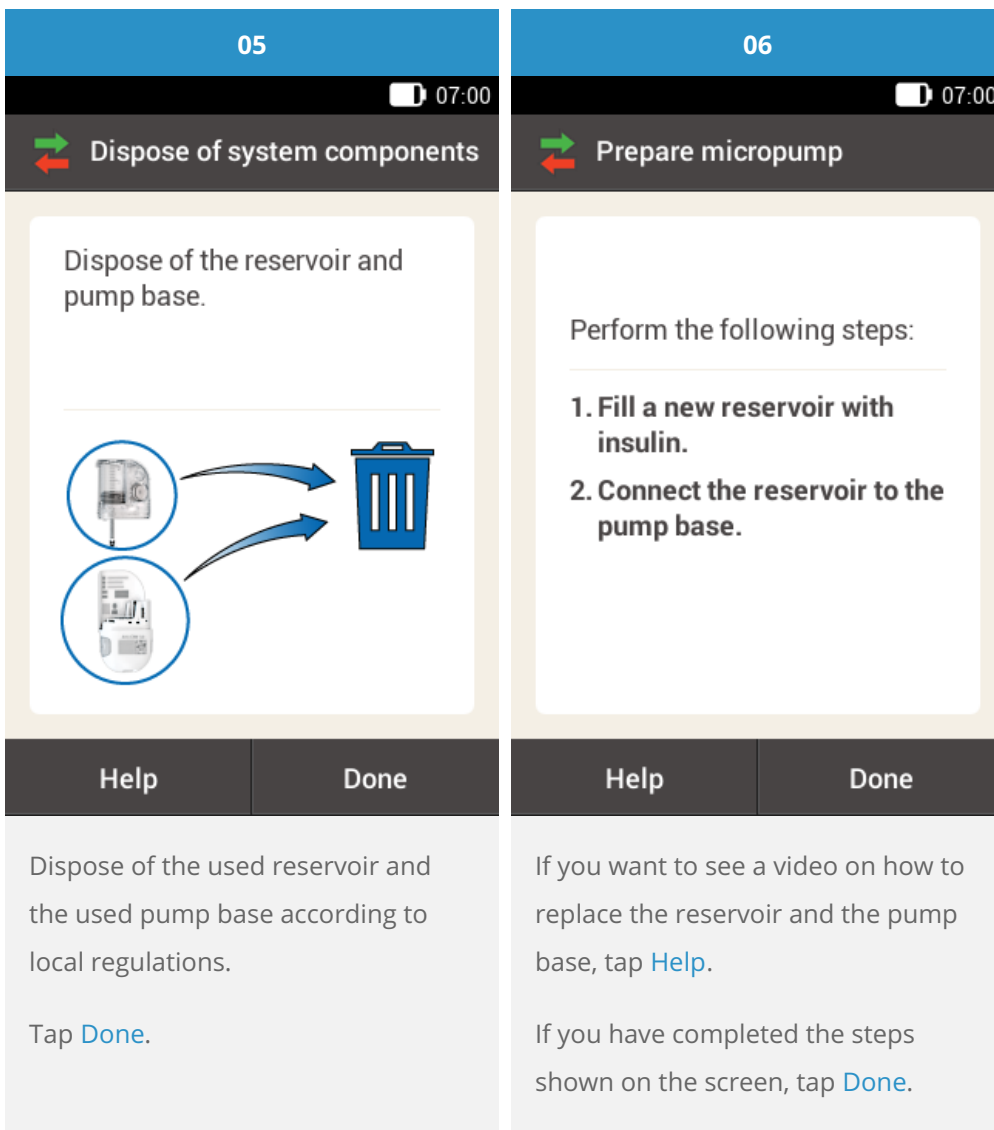 05
07:00
Dispose of system components
Dispose of the reservoir and
pump base.
Help
Done
Dispose of the used reservoir and
the used pump base according to
local regulations.
Tap Done.
06
07:00
Prepare micropump
Perform the following steps:
1. Fill a new reservoir with
insulin.
2. Connect the reservoir to the
pump base.
Help
Done
If you want to see a video on how to
replace the reservoir and the pump
base, tap Help.
If you have completed the steps
shown on the screen, tap Done.